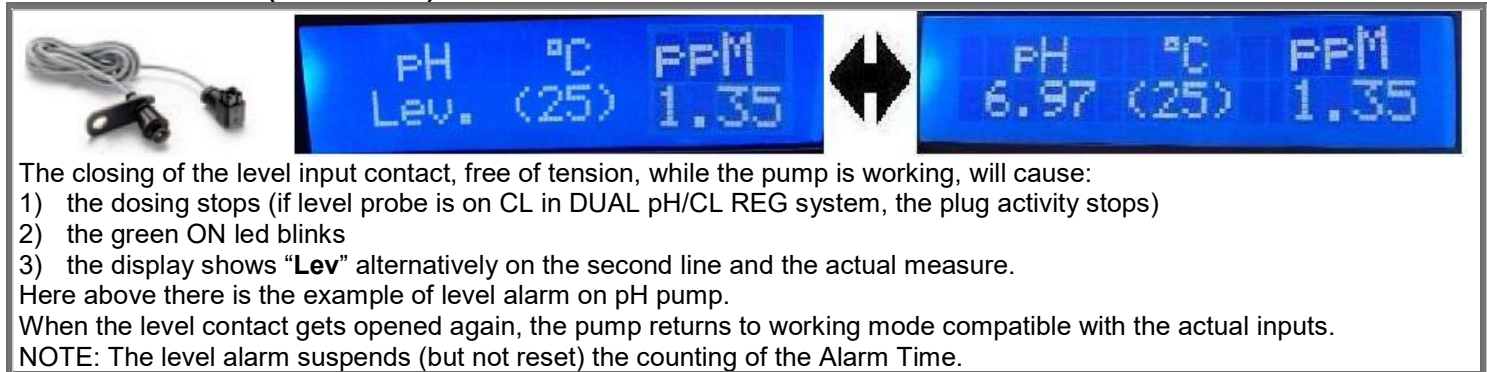 pH °C ppM pH °C ppM
Lev. (25) 1.35 6.97 (25) 1.35
The closing of the level input contact, free of tension, while the pump is working, will cause:
1) the dosing stops (if level probe is on CL in DUAL pH/CL REG system, the plug activity stops)
2) the green ON led blinks
3) the display shows “Lev” alternatively on the second line and the actual measure.
Here above there is the example of level alarm on pH pump.
When the level contact gets opened again, the pump returns to working mode compatible with the actual inputs.
NOTE: The level alarm suspends (but not reset) the counting of the Alarm Time.